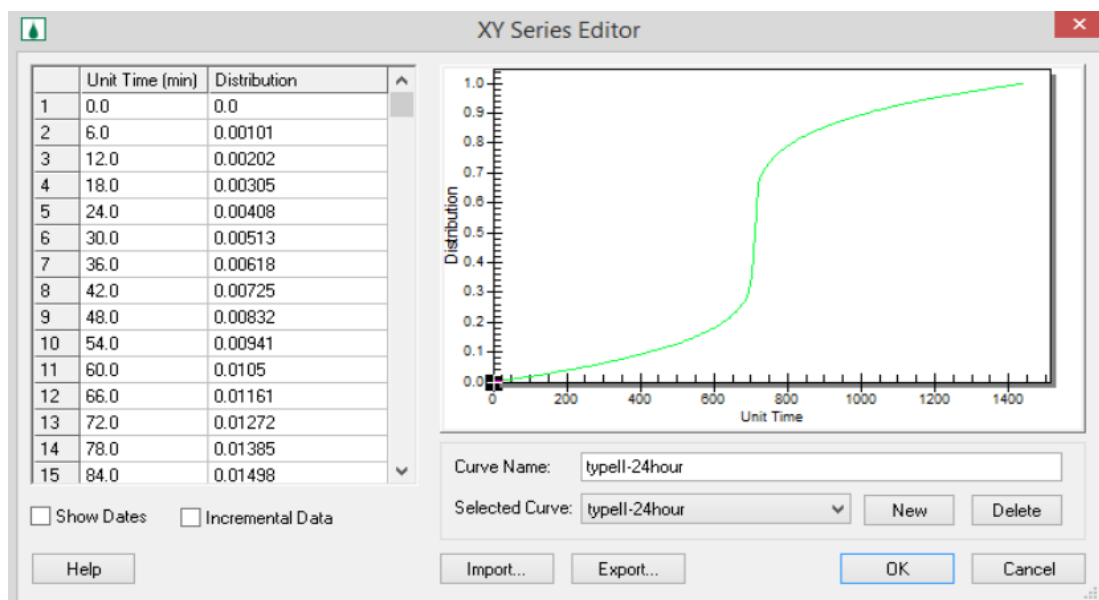 XY Series Editor
Unit Time (min) Distribution
1 0.0 0.0
2 6.0 0.00101
3 12.0 0.00202
4 18.0 0.00305
5 24.0 0.00408
6 30.0 0.00513
7 36.0 0.00618
8 42.0 0.00725
9 48.0 0.00832
10 54.0 0.00941
11 60.0 0.0105
12 66.0 0.01161
13 72.0 0.01272
14 78.0 0.01385
15 84.0 0.01498
Show Dates Incremental Data
Help
1.0
0.9
0.8
0.7
0.6
0.5
0.4
0.3
0.2
0.1
0.0
Distribution
0 200 400 600 800 1000 1200 1400
Unit Time
Curve Name: typeII-24hour
Selected Curve: typeII-24hour New Delete
Import... Export... OK Cancel